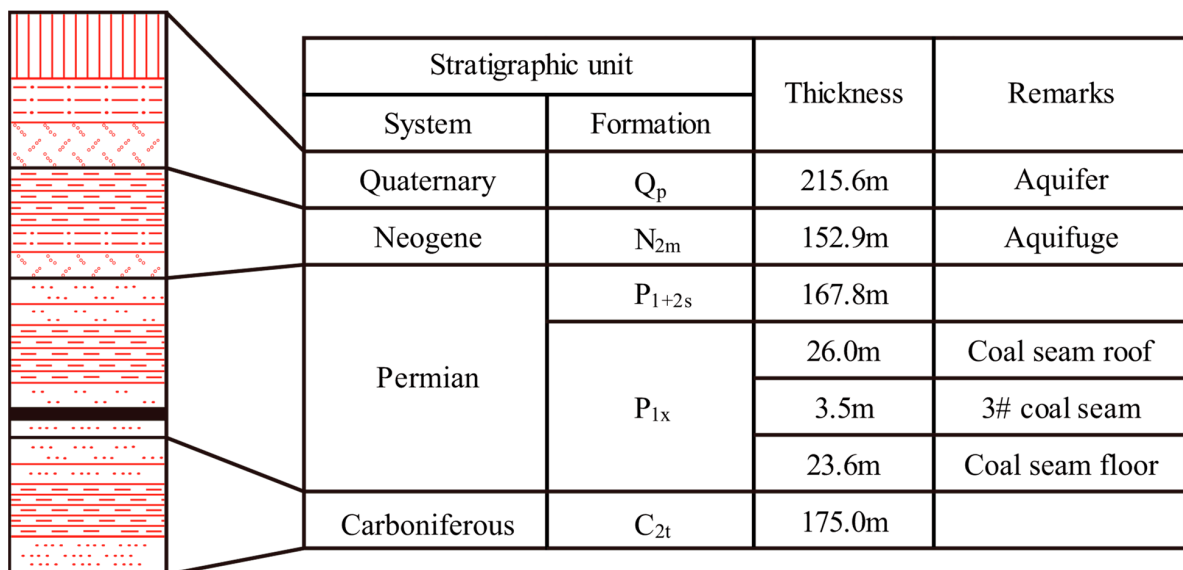 Stratigraphic unit Thickness Remarks
System Formation
Quaternary Qp 215.6m Aquifer
Neogene N2m 152.9m Aquifuge
Permian P1+2s 167.8m
P1x 26.0m Coal seam roof
3.5m 3# coal seam
23.6m Coal seam floor
Carboniferous C2t 175.0m